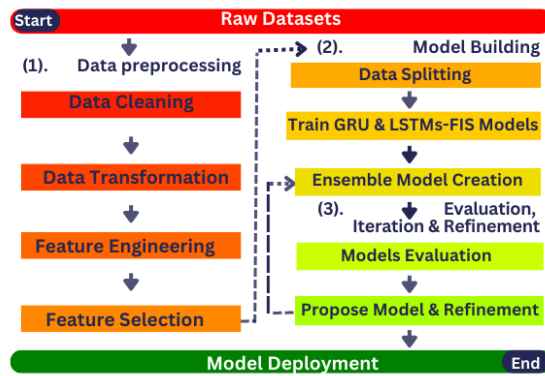 Start
Raw Datasets
(1). Data preprocessing
Data Cleaning
Data Transformation
Feature Engineering
Feature Selection
(2). Model Building
Data Splitting
Train GRU & LSTMs-FIS Models
Ensemble Model Creation
(3). Evaluation,
Iteration & Refinement
Models Evaluation
Propose Model & Refinement
Model Deployment
End